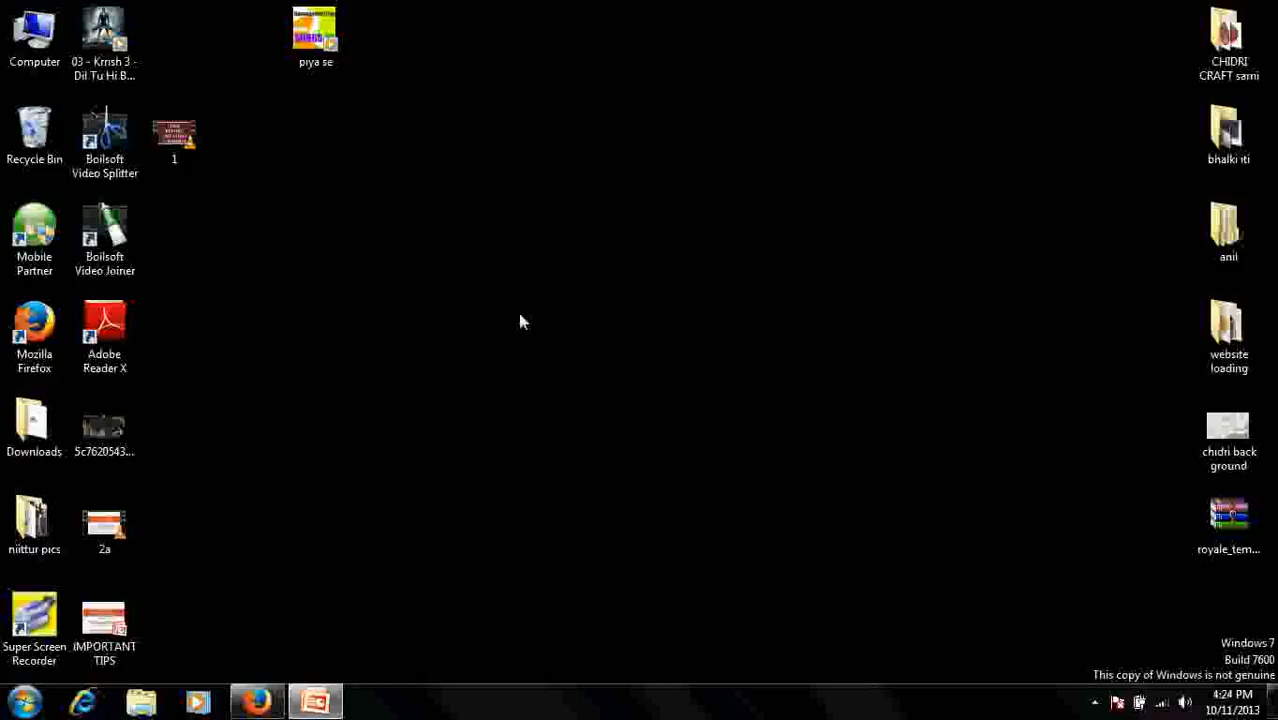 Computer
03 - Krrish 3 -
Dil Tu Hi B...
piya se
CHIDRI
CRAFT sami
Recycle Bin
Boilsoft
Video Splitter
1
bhalki iti
Mobile
Partner
Boilsoft
Video Joiner
anil
Mozilla
Firefox
Adobe
Reader X
website
loading
Downloads
5c7620543...
chidri back
ground
niittur pics
2a
royale_tem...
Super Screen
Recorder
IMPORTANT
TIPS
Windows 7
Build 7600
This copy of Windows is not genuine
4:24 PM
10/11/2013